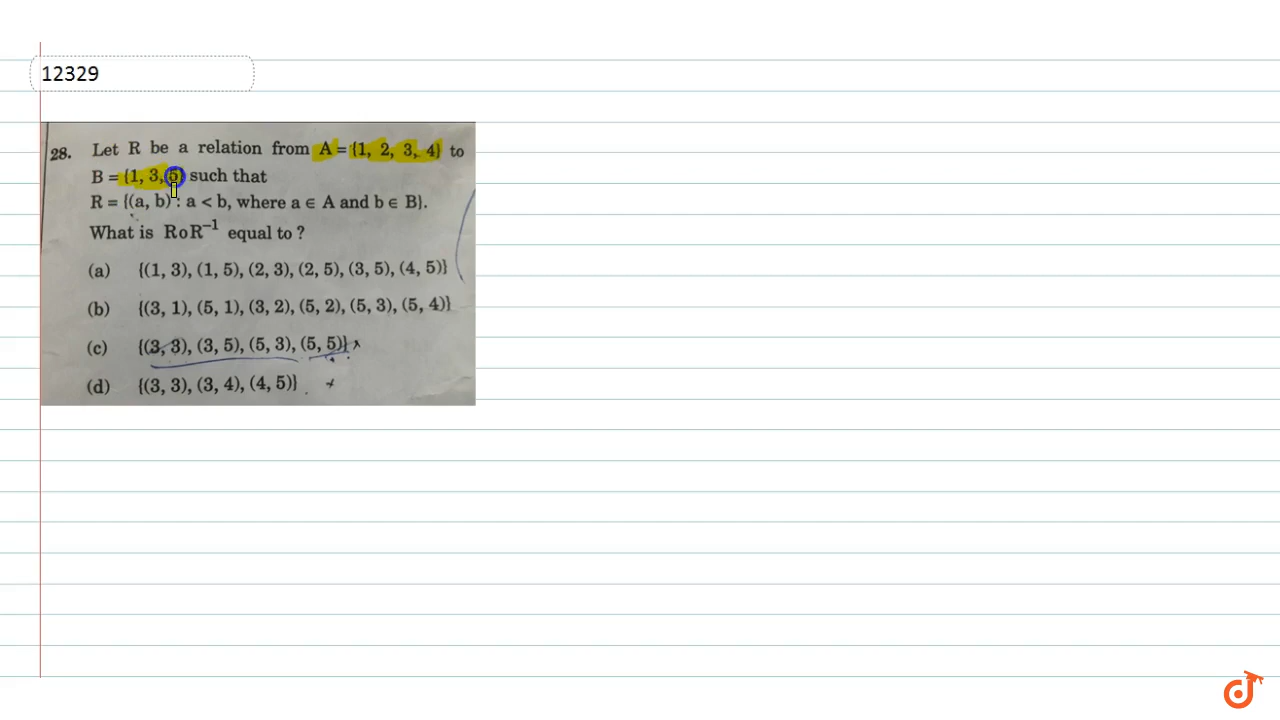 12329
28. Let R be a relation from A = {1, 2, 3, 4} to
B = {1, 3, 5} such that
R = {(a, b) : a < b, where a ∈ A and b ∈ B}.
What is RoR⁻¹ equal to ?
(a) {(1, 3), (1, 5), (2, 3), (2, 5), (3, 5), (4, 5)}
(b) {(3, 1), (5, 1), (3, 2), (5, 2), (5, 3), (5, 4)}
(c) {(3, 3), (3, 5), (5, 3), (5, 5)}
(d) {(3, 3), (3, 4), (4, 5)}